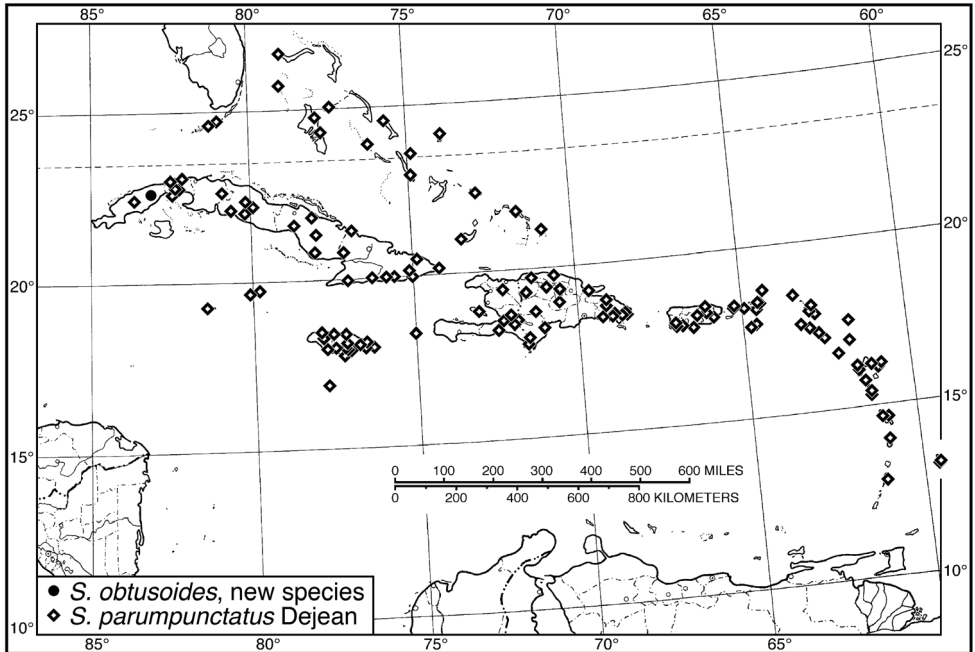 85° 80° 75° 70° 65° 60°
25°
25°
20°
20°
15°
15°
0 100 200 300 400 500 600 MILES
0 200 400 600 800 KILOMETERS
10°
S. obtusoides, new species
S. parumpunctatus Dejean
10°
85° 80° 75° 70° 65°